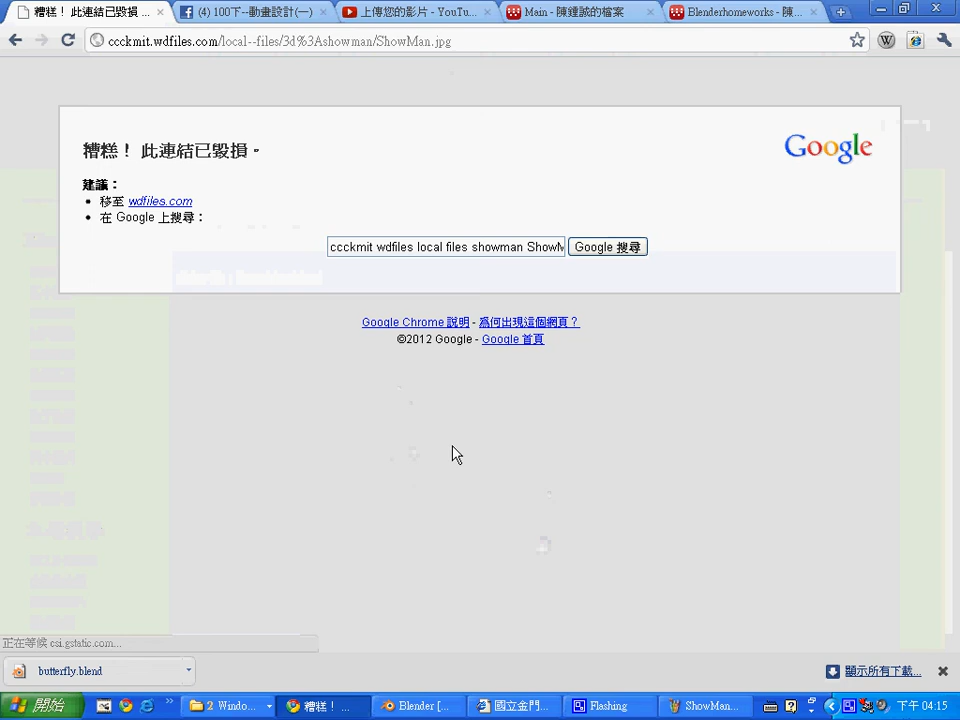 糟糕！ 此連結已毀損 ...
(4) 100下--動畫設計(一)
上傳您的影片 - YouTu...
Main - 陳鍾誠的檔案
Blenderhomeworks - 陳...
ccckmit.wdfiles.com/local--files/3d%3Ashowman/ShowMan.jpg
W
糟糕！ 此連結已毀損。
Google
建議：
移至 wdfiles.com
在 Google 上搜尋：
ccckmit wdfiles local files showman ShowM
Google 搜尋
Google Chrome 說明 - 為何出現這個網頁？
©2012 Google - Google 首頁
正在等候 csi.gstatic.com...
butterfly.blend
顯示所有下載...
開始
2 Windo...
糟糕！ ...
Blender [...
國立金門...
Flashing
ShowMan...
下午 04:15